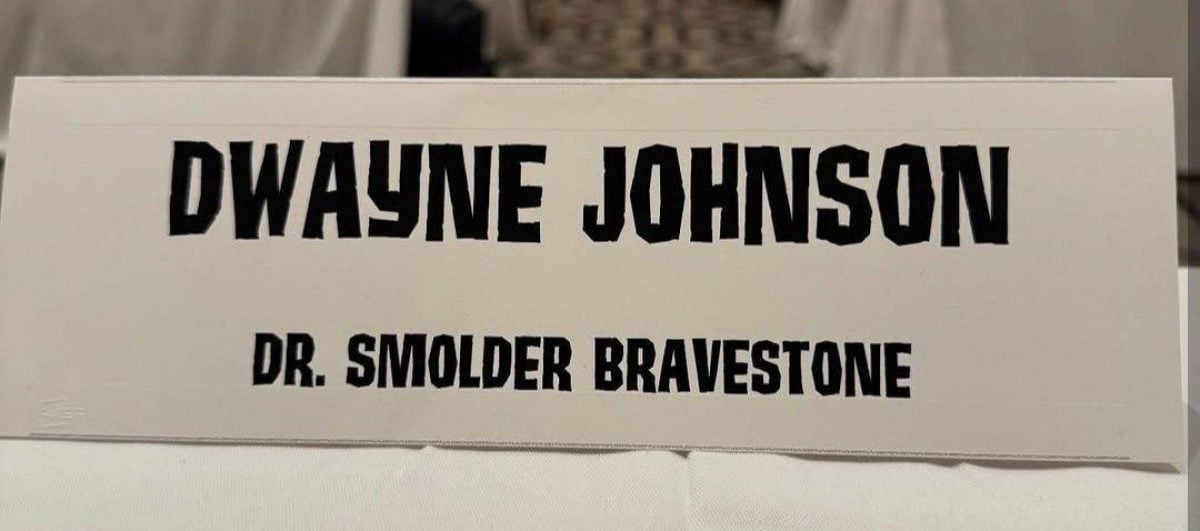 DWAYNE JOHNSON
DR. SMOLDER BRAVESTONE